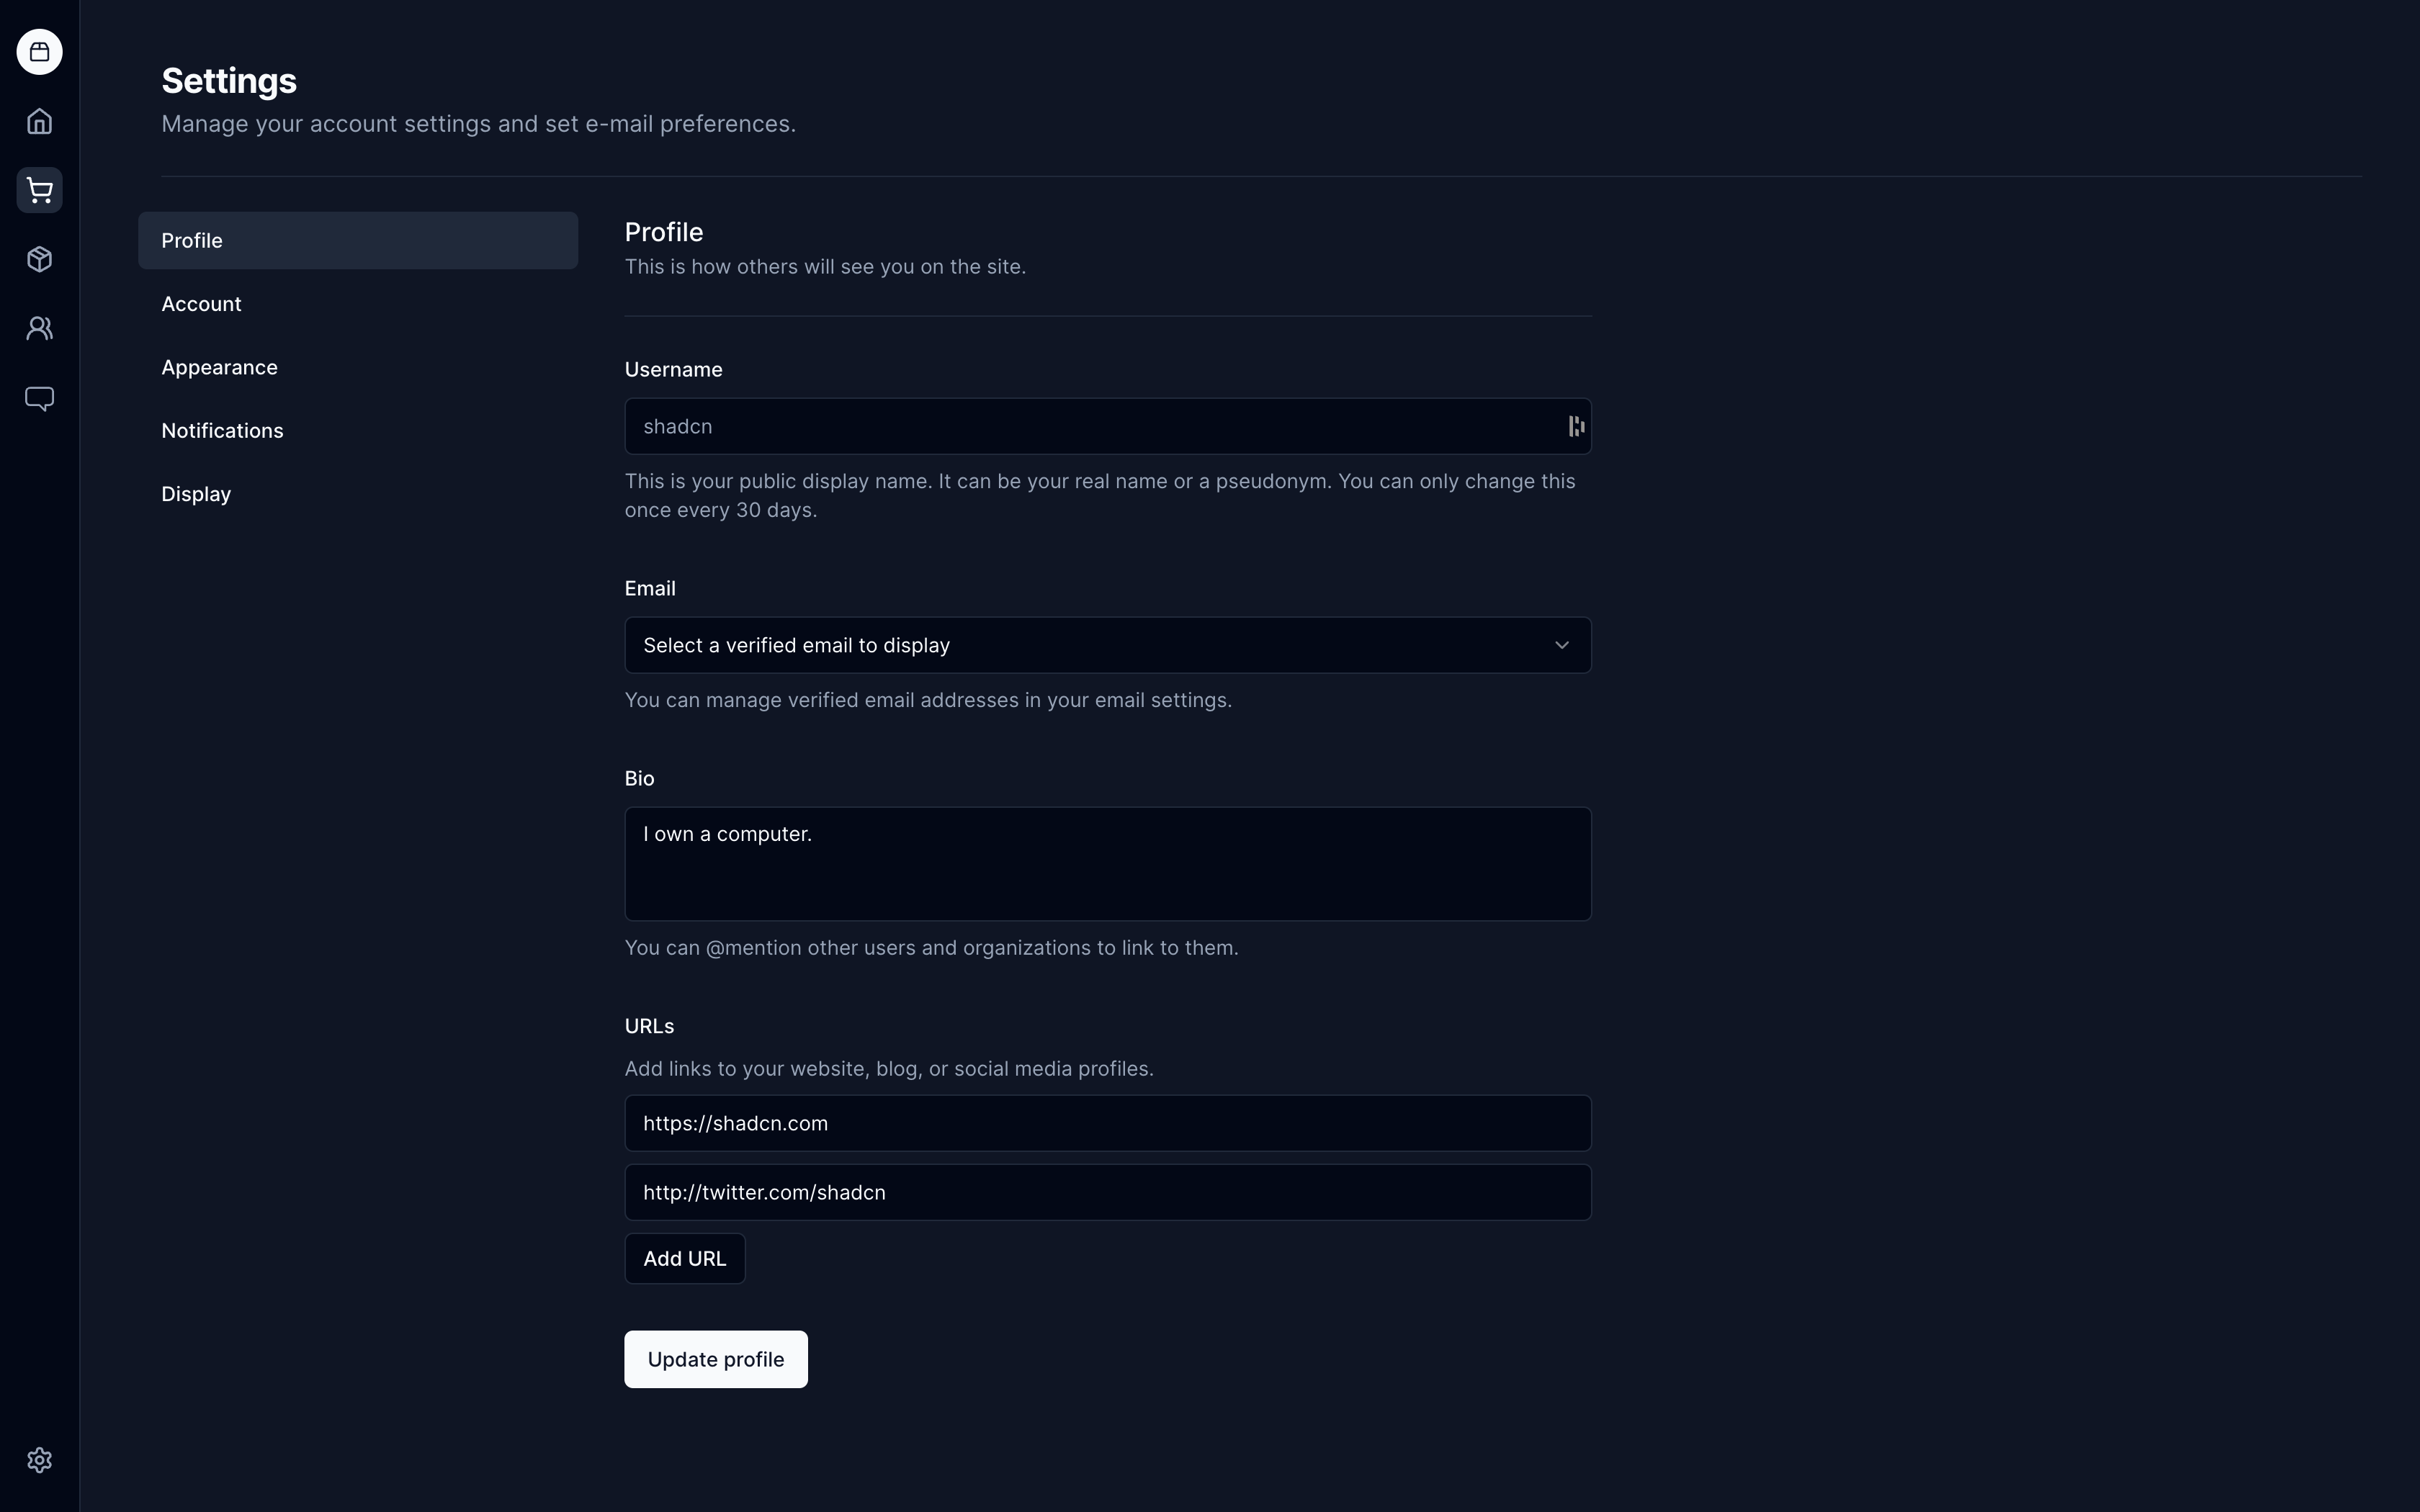 Settings
Manage your account settings and set e-mail preferences.
Profile
Account
Appearance
Notifications
Display
Profile
This is how others will see you on the site.
Username
shadcn
This is your public display name. It can be your real name or a pseudonym. You can only change this
once every 30 days.
Email
Select a verified email to display
You can manage verified email addresses in your email settings.
Bio
I own a computer.
You can @mention other users and organizations to link to them.
URLs
Add links to your website, blog, or social media profiles.
https://shadcn.com
http://twitter.com/shadcn
Add URL
Update profile